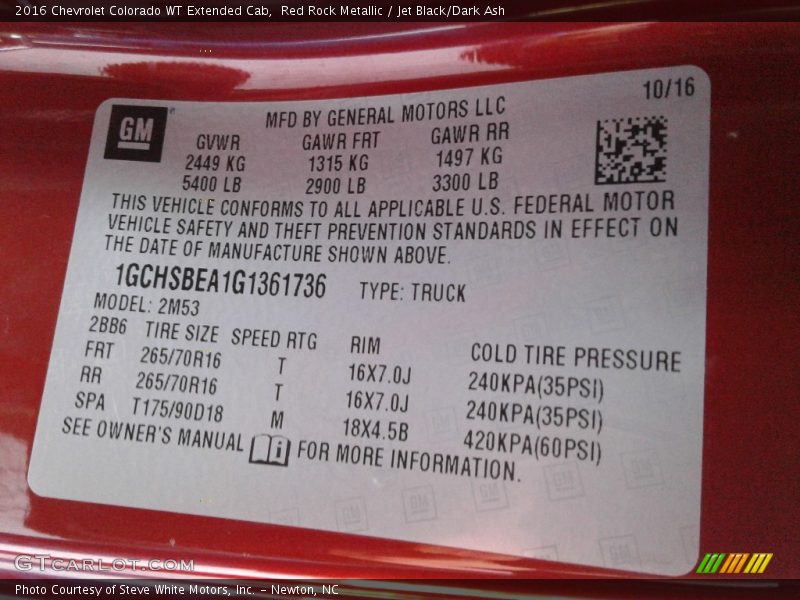 2016 Chevrolet Colorado WT Extended Cab,  Red Rock Metallic / Jet Black/Dark Ash
10/16
GM
MFD BY GENERAL MOTORS LLC
GVWR GAWR FRT GAWR RR
2449 KG 1315 KG 1497 KG
5400 LB 2900 LB 3300 LB
THIS VEHICLE CONFORMS TO ALL APPLICABLE U.S. FEDERAL MOTOR
VEHICLE SAFETY AND THEFT PREVENTION STANDARDS IN EFFECT ON
THE DATE OF MANUFACTURE SHOWN ABOVE.
1GCHSBEA1G1361736 TYPE: TRUCK
MODEL: 2M53
2BB6 TIRE SIZE SPEED RTG RIM COLD TIRE PRESSURE
FRT 265/70R16 T 16X7.0J 240KPA(35PSI)
RR 265/70R16 T 16X7.0J 240KPA(35PSI)
SPA T175/90D18 M 18X4.5B 420KPA(60PSI)
SEE OWNER'S MANUAL i FOR MORE INFORMATION.
GTCARLOT.COM
Photo Courtesy of Steve White Motors, Inc. – Newton, NC